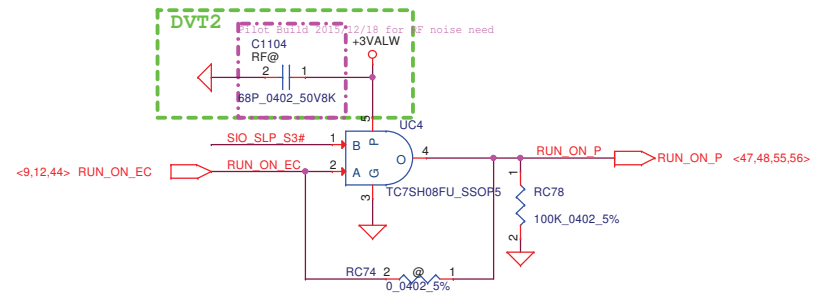 DVT2
Pilot Build 2015/12/18 for RF noise need
C1104
RF@
+3VALW
2 1
68P_0402_50V8K
5
UC4
SIO_SLP_S3# 1 B P
O 4 RUN_ON_P
<9,12,44> RUN_ON_EC RUN_ON_EC 2 A G
RUN_ON_P <47,48,55,56>
TC7SH08FU_SSOP5
3
1
RC78
100K_0402_5%
2
RC74 2 @ 1
0_0402_5%